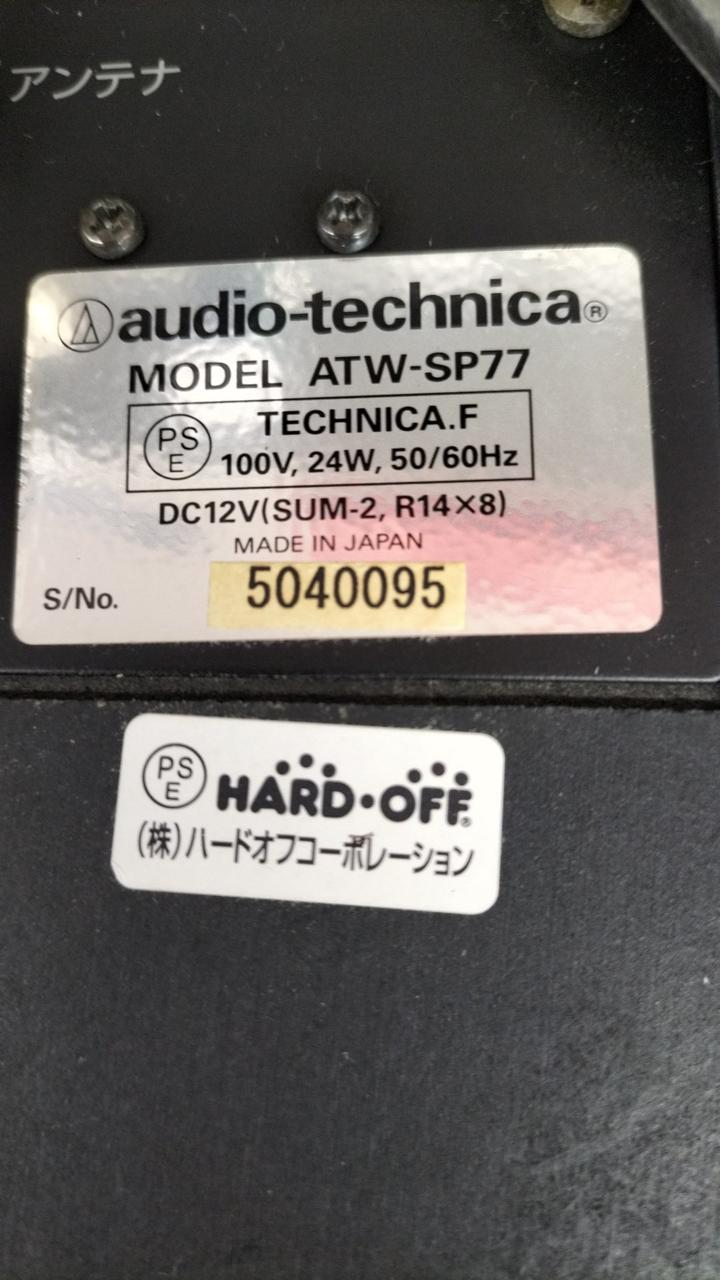 アンテナ
audio-technica®
MODEL ATW-SP77
PS
E
TECHNICA.F
100V, 24W, 50/60Hz
DC12V(SUM-2, R14×8)
MADE IN JAPAN
S/No. 5040095
PS
E
HARD・OFF®
(株)ハードオフコーポレーション